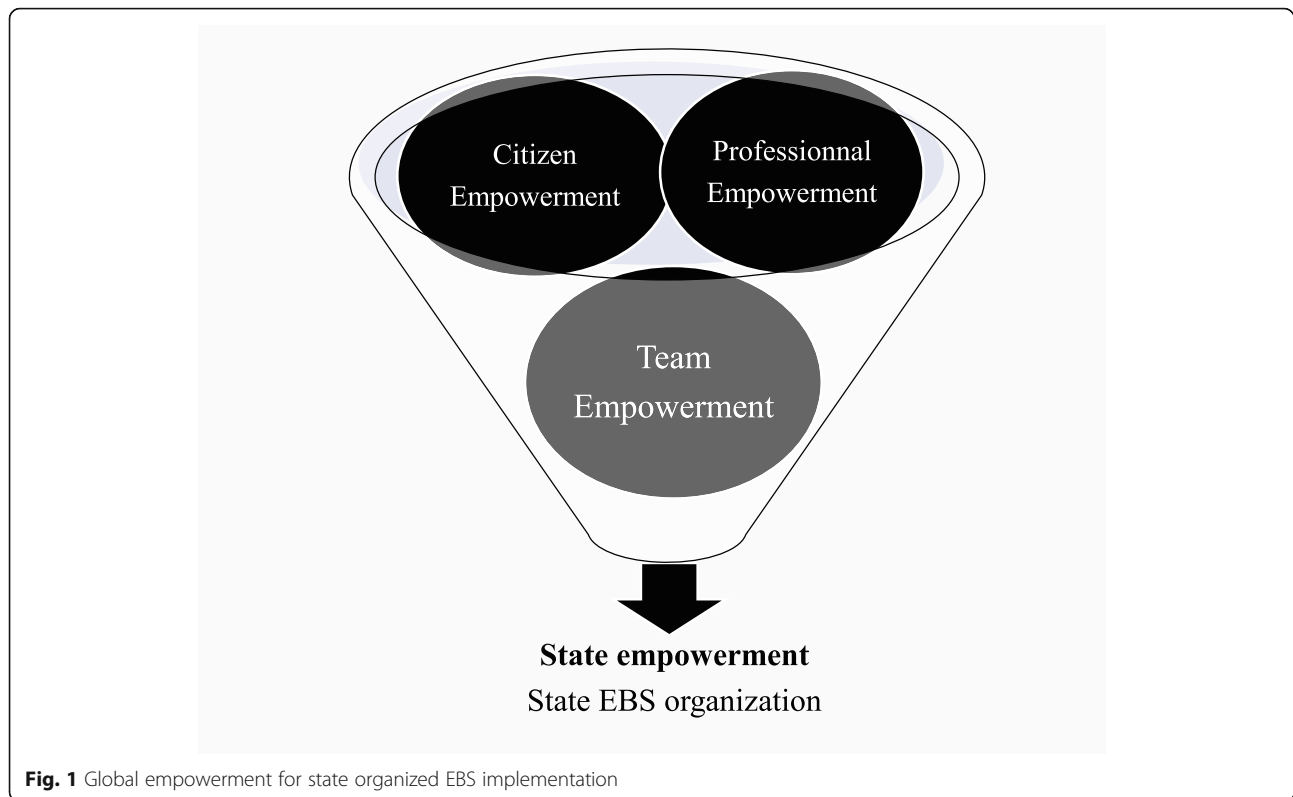 Citizen
Empowerment
Professionnal
Empowerment
Team
Empowerment
State empowerment
State EBS organization
Fig. 1 Global empowerment for state organized EBS implementation